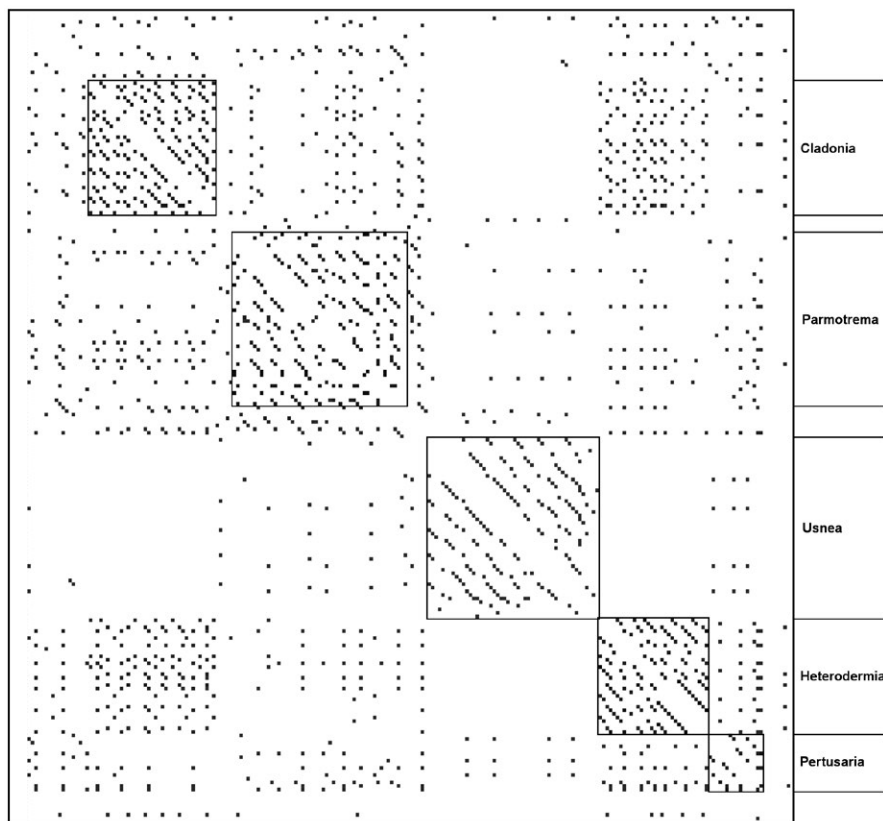 Cladonia
Parmotrema
Usnea
Heterodermia
Pertusaria